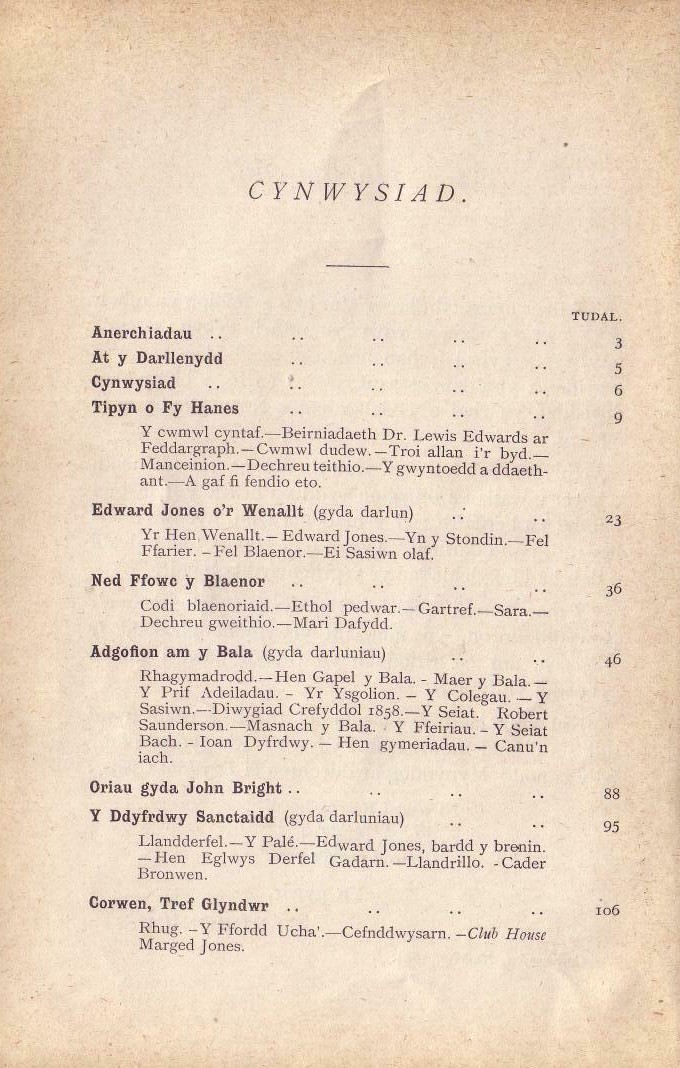 CYNWYSIAD.
TUDAL.
Anerchiadau .. .. .. .. .. 3
At y Darllenydd .. .. .. .. 5
Cynwysiad .. .. .. .. .. 6
Tipyn o Fy Hanes .. .. .. .. 9
Y cwmwl cyntaf.—Beirniadaeth Dr. Lewis Edwards ar
Feddargraph.—Cwmwl dudew.—Troi allan i'r byd.—
Manceinion.—Dechreu teithio.—Y gwyntoedd a ddaeth-
ant.—A gaf fi fendio eto.
Edward Jones o'r Wenallt (gyda darlun) .. .. 23
Yr Hen Wenallt.—Edward Jones.—Yn y Stondin.—Fel
Ffarier. –Fel Blaenor.—Ei Sasiwn olaf.
Ned Ffowc y Blaenor .. .. .. .. 36
Codi blaenoriaid.—Ethol pedwar.—Gartref.—Sara.—
Dechreu gweithio.—Mari Dafydd.
Adgofion am y Bala (gyda darluniau) .. .. 46
Rhagymadrodd.—Hen Gapel y Bala. - Maer y Bala.—
Y Prif Adeiladau. – Yr Ysgolion. — Y Colegau. — Y
Sasiwn.—Diwygiad Crefyddol 1858.—Y Seiat. Robert
Saunderson.—Masnach y Bala. Y Ffeiriau. – Y Seiat
Bach. - Ioan Dyfrdwy. — Hen gymeriadau. — Canu'n
iach.
Oriau gyda John Bright .. .. .. .. 88
Y Ddyfrdwy Sanctaidd (gyda darluniau) .. .. 95
Llandderfel.—Y Palé.—Edward Jones, bardd y brenin.
—Hen Eglwys Derfel Gadarn.—Llandrillo. -Cader
Bronwen.
Corwen, Tref Glyndwr .. .. .. .. 106
Rhug. –Y Ffordd Ucha'.—Cefnddwysarn. –Club House
Marged Jones.